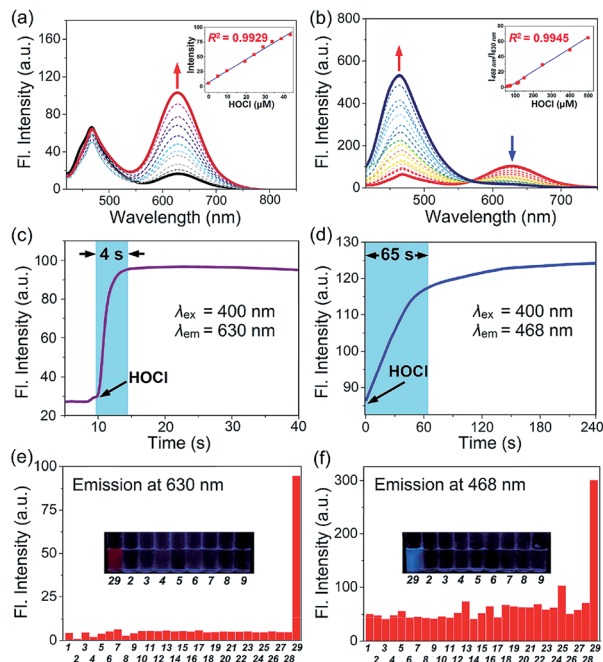 (a)
R² = 0.9929
Intensity
100
80
60
40
20
0
0 10 20 30 40
HOCl (μM)
Fl. Intensity (a.u.)
160
120
80
40
0
500 600 700 800
Wavelength (nm)
(b)
R² = 0.9945
I468 nm/I630 nm
60
40
20
0
100 200 300 400 500
HOCl (μM)
Fl. Intensity (a.u.)
800
600
400
200
0
500 600 700
Wavelength (nm)
(c)
4 s
λex = 400 nm
λem = 630 nm
HOCl
Fl. Intensity (a.u.)
120
100
80
60
40
20
10 20 30 40
Time (s)
(d)
65 s
λex = 400 nm
λem = 468 nm
HOCl
Fl. Intensity (a.u.)
130
120
110
100
90
0 60 120 180 240
Time (s)
(e)
Emission at 630 nm
29 2 3 4 5 6 7 8 9
Fl. Intensity (a.u.)
100
75
50
25
0
1 3 5 7 9 11 13 15 17 19 21 23 25 27 29
2 4 6 8 10 12 14 16 18 20 22 24 26 28
(f)
Emission at 468 nm
29 2 3 4 5 6 7 8 9
Fl. Intensity (a.u.)
300
200
100
50
0
1 3 5 7 9 11 13 15 17 19 21 23 25 27 29
2 4 6 8 10 12 14 16 18 20 22 24 26 28